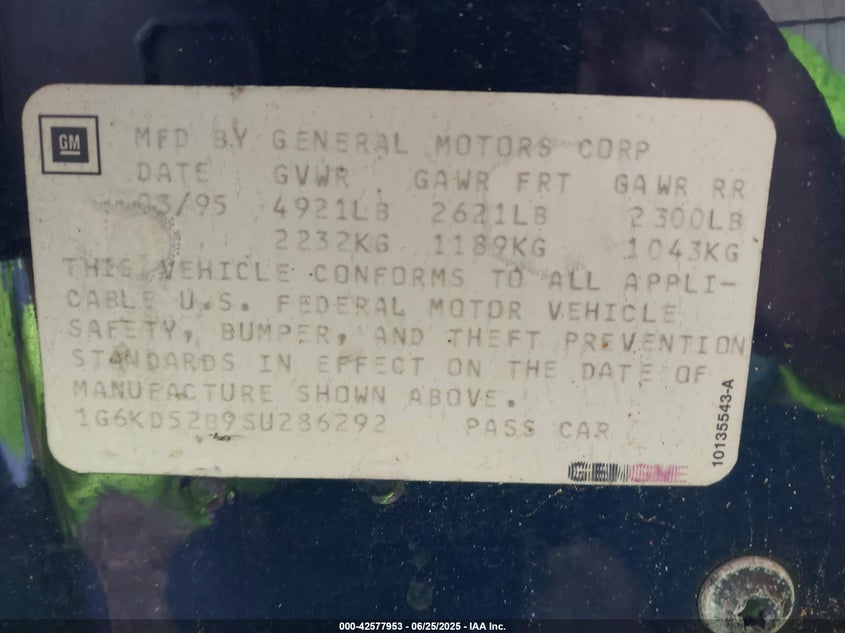 GM
MFD BY GENERAL MOTORS CORP
DATE GVWR GAWR FRT GAWR RR
03/95 4921LB 2621LB 2300LB
2232KG 1189KG 1043KG
THIS VEHICLE CONFORMS TO ALL APPLI-
CABLE U.S. FEDERAL MOTOR VEHICLE
SAFETY, BUMPER, AND THEFT PREVENTION
STANDARDS IN EFFECT ON THE DATE OF
MANUFACTURE SHOWN ABOVE.
1G6KD52B9SU286292 PASS CAR
10135543-A
000-42577953 - 06/25/2025 - IAA Inc.